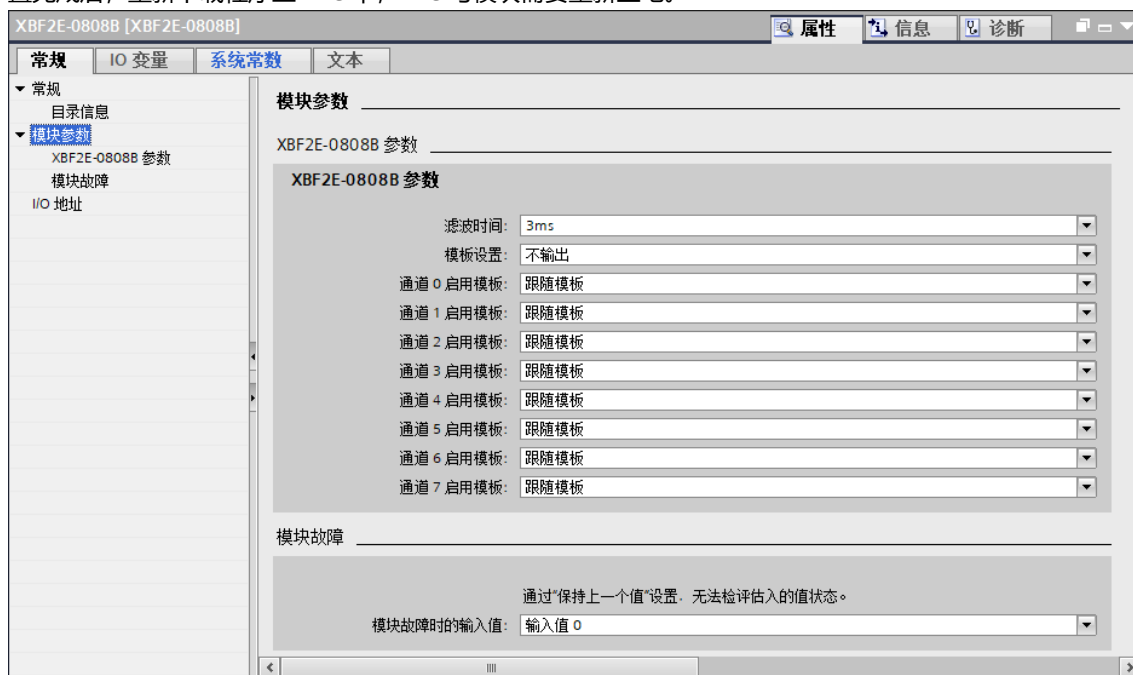 XBF2E-0808B [XBF2E-0808B]
属性
信息
诊断
常规
IO 变量
系统常数
文本
常规
目录信息
模块参数
XBF2E-0808B 参数
模块故障
I/O 地址
模块参数
XBF2E-0808B 参数
XBF2E-0808B 参数
滤波时间: 3ms
模板设置: 不输出
通道 0 启用模板: 跟随模板
通道 1 启用模板: 跟随模板
通道 2 启用模板: 跟随模板
通道 3 启用模板: 跟随模板
通道 4 启用模板: 跟随模板
通道 5 启用模板: 跟随模板
通道 6 启用模板: 跟随模板
通道 7 启用模板: 跟随模板
模块故障
通过“保持上一个值”设置. 无法检评估入的值状态。
模块故障时的输入值: 输入值 0